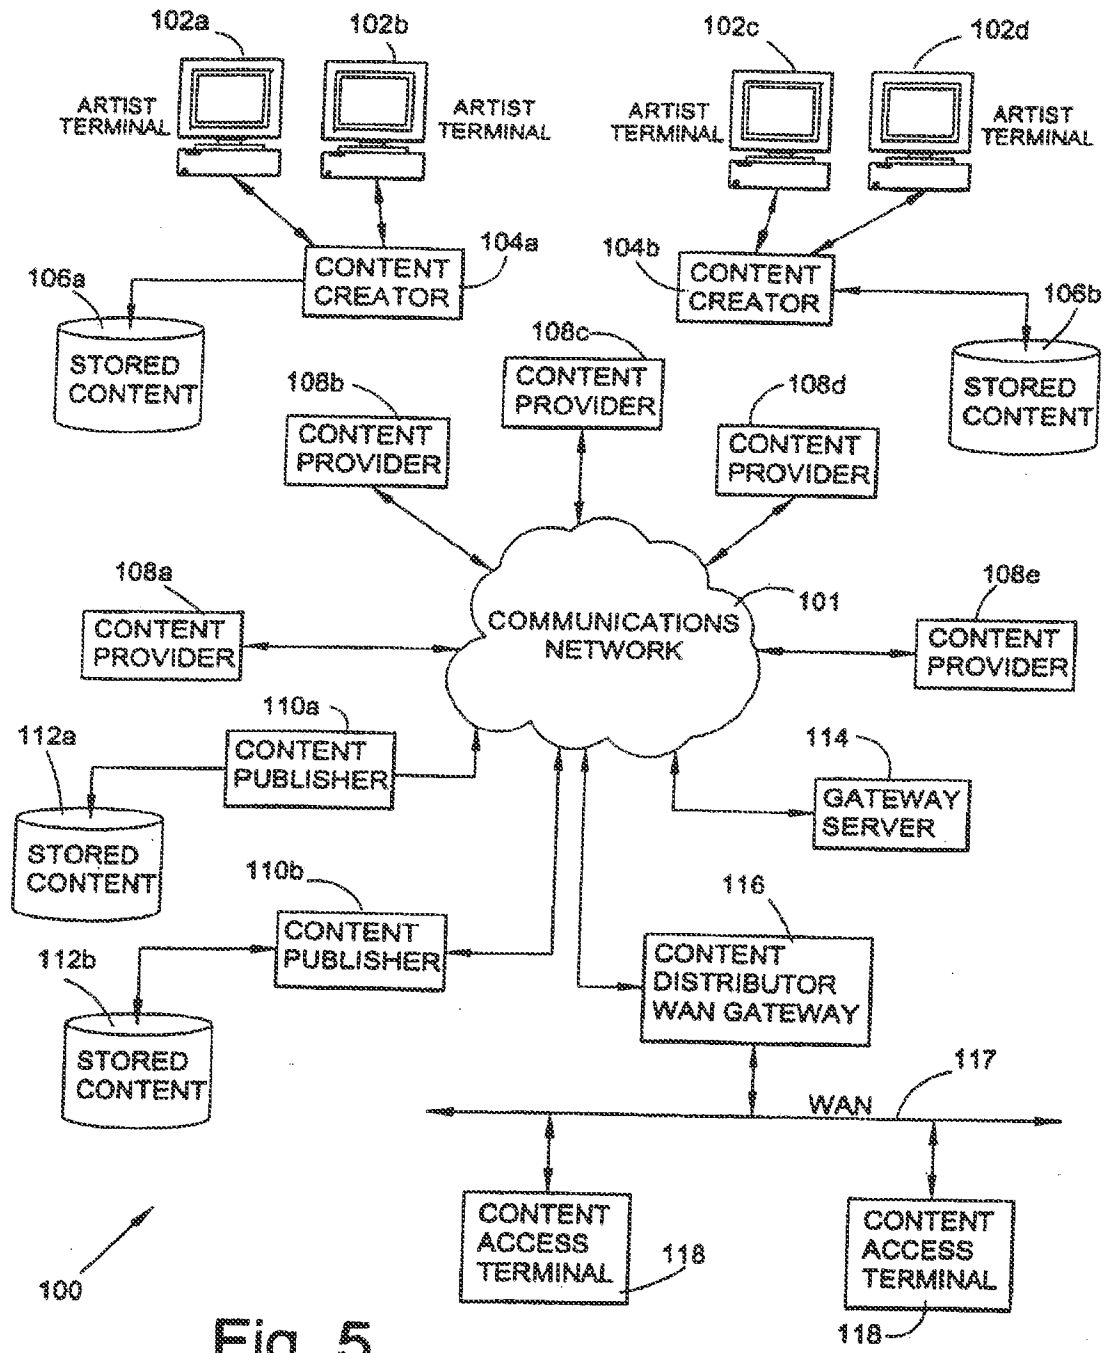 102a
102b
102c
102d
ARTIST
TERMINAL
ARTIST
TERMINAL
ARTIST
TERMINAL
ARTIST
TERMINAL
104a
CONTENT
CREATOR
104b
CONTENT
CREATOR
106a
STORED
CONTENT
106b
STORED
CONTENT
108c
CONTENT
PROVIDER
108b
CONTENT
PROVIDER
108d
CONTENT
PROVIDER
108a
CONTENT
PROVIDER
101
COMMUNICATIONS
NETWORK
108e
CONTENT
PROVIDER
110a
CONTENT
PUBLISHER
112a
STORED
CONTENT
114
GATEWAY
SERVER
110b
CONTENT
PUBLISHER
112b
STORED
CONTENT
116
CONTENT
DISTRIBUTOR
WAN GATEWAY
117
WAN
CONTENT
ACCESS
TERMINAL
118
CONTENT
ACCESS
TERMINAL
118
100
Fig. 5